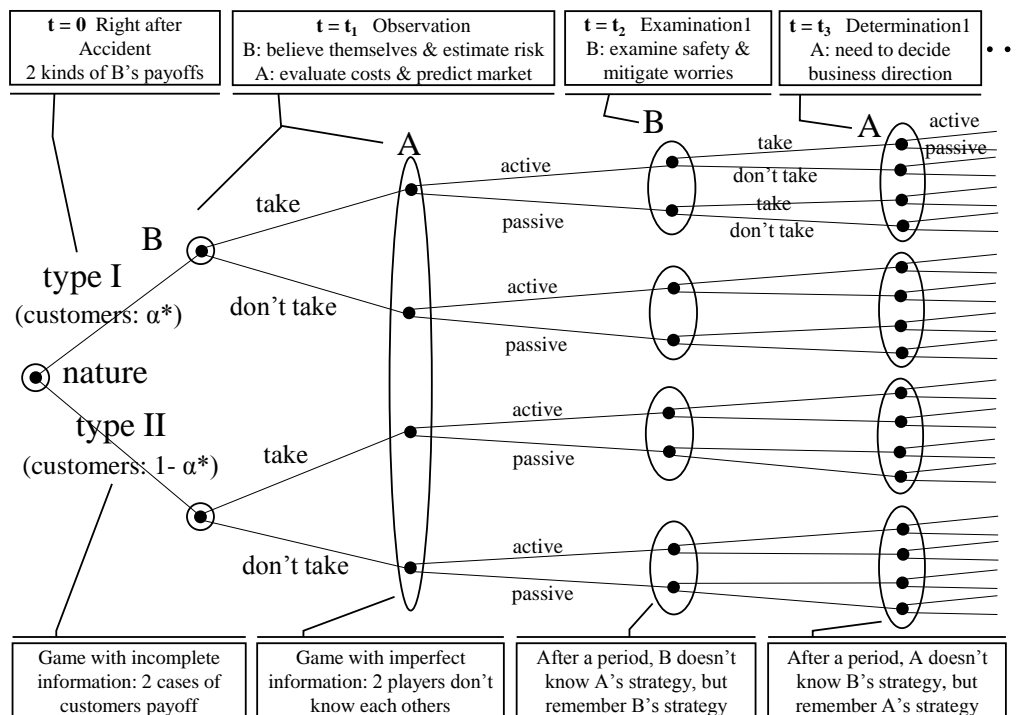 t = 0 Right after
Accident
2 kinds of B's payoffs
t = t₁ Observation
B: believe themselves & estimate risk
A: evaluate costs & predict market
t = t₂ Examination1
B: examine safety &
mitigate worries
t = t₃ Determination1
A: need to decide
business direction
. .
B
A
B
A
active
passive
take
don't take
take
don't take
active
passive
take
don't take
type I
(customers: α*)
nature
type II
(customers: 1- α*)
take
don't take
active
passive
active
passive
active
passive
Game with incomplete
information: 2 cases of
customers payoff
Game with imperfect
information: 2 players don't
know each others
After a period, B doesn't
know A's strategy, but
remember B's strategy
After a period, A doesn't
know B's strategy, but
remember A's strategy